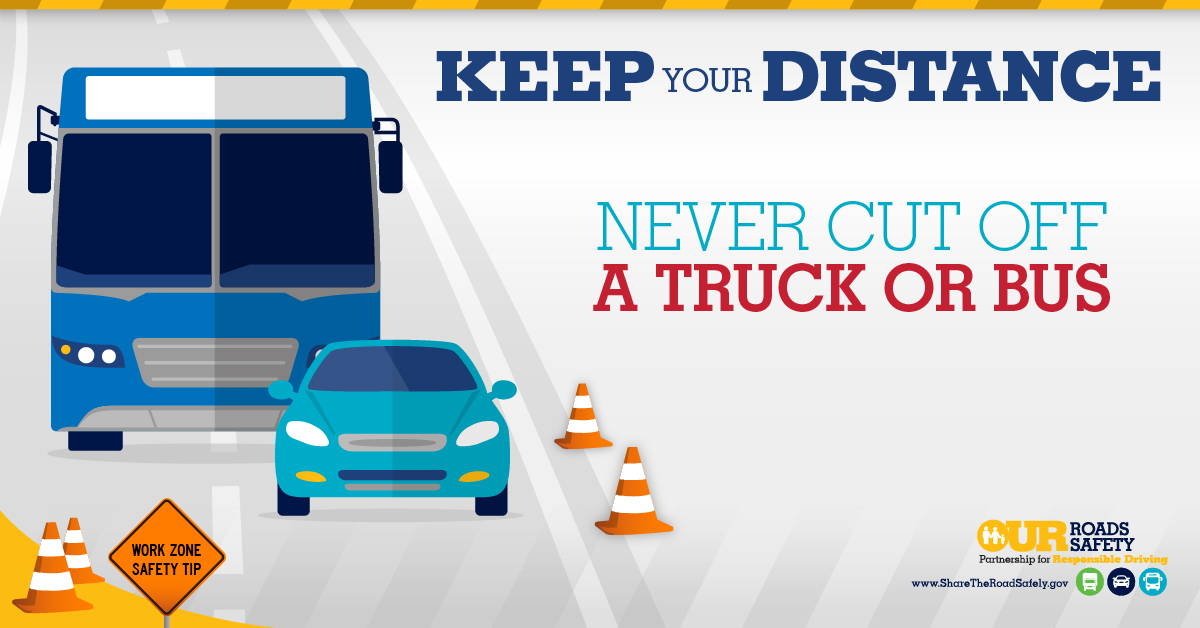 KEEP YOUR DISTANCE
NEVER CUT OFF
A TRUCK OR BUS
WORK ZONE
SAFETY TIP
OUR ROADS
SAFETY
Partnership for Responsible Driving
www.ShareTheRoadSafely.gov